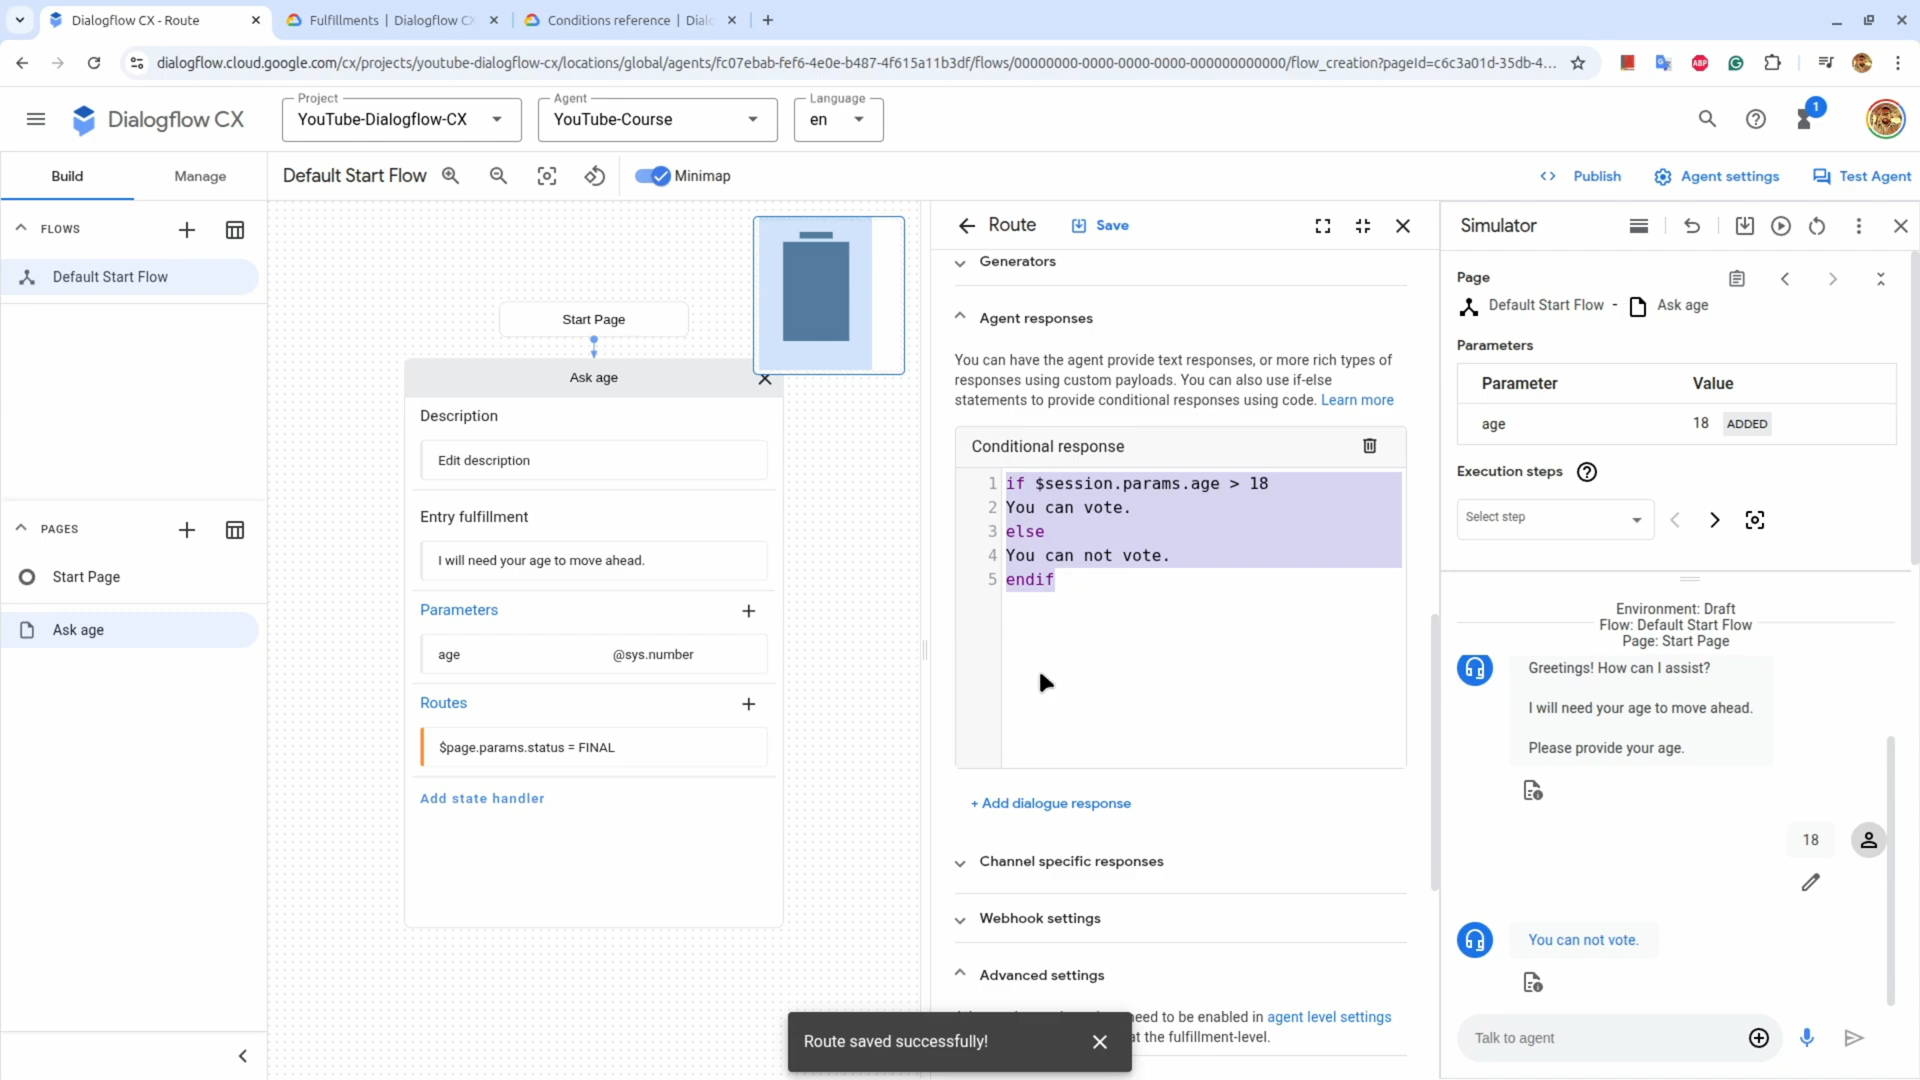 Dialogflow CX - Route
Fulfillments | Dialogflow CX
Conditions reference | Dialo
dialogflow.cloud.google.com/cx/projects/youtube-dialogflow-cx/locations/global/agents/fc07ebab-fef6-4e0e-b487-4f615a11b3df/flows/00000000-0000-0000-0000-000000000000/flow_creation?pageId=c6c3a01d-35db-4...
ABP
Dialogflow CX
Project
YouTube-Dialogflow-CX
Agent
YouTube-Course
Language
en
1
Build
Manage
Default Start Flow
Minimap
Publish
Agent settings
Test Agent
FLOWS
Default Start Flow
PAGES
Start Page
Ask age
Start Page
Ask age
Description
Edit description
Entry fulfillment
I will need your age to move ahead.
Parameters
age @sys.number
Routes
$page.params.status = FINAL
Add state handler
Route
Save
Generators
Agent responses
You can have the agent provide text responses, or more rich types of
responses using custom payloads. You can also use if-else
statements to provide conditional responses using code. Learn more
Conditional response
1 if $session.params.age > 18
2 You can vote.
3 else
4 You can not vote.
5 endif
+ Add dialogue response
Channel specific responses
Webhook settings
Advanced settings
need to be enabled in agent level settings
at the fulfillment-level.
Route saved successfully!
Simulator
Page
Default Start Flow - Ask age
Parameters
Parameter Value
age 18 ADDED
Execution steps
Select step
Environment: Draft
Flow: Default Start Flow
Page: Start Page
Greetings! How can I assist?
I will need your age to move ahead.
Please provide your age.
18
You can not vote.
Talk to agent